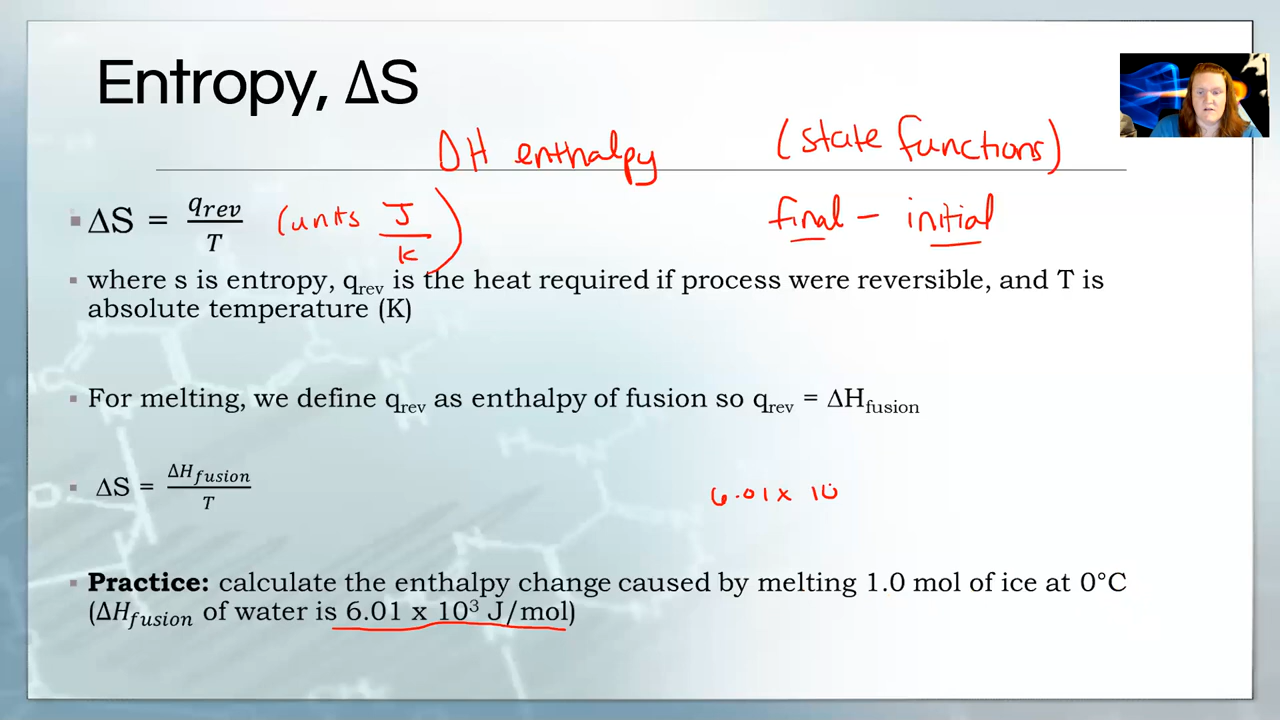 Entropy, ΔS
ΔH enthalpy (state functions)
ΔS = q_rev/T (units J/K) final - initial
where s is entropy, q_rev is the heat required if process were reversible, and T is
absolute temperature (K)
For melting, we define q_rev as enthalpy of fusion so q_rev = ΔH_fusion
ΔS = ΔH_fusion/T 6.01 x 10
Practice: calculate the enthalpy change caused by melting 1.0 mol of ice at 0°C
(ΔH_fusion of water is 6.01 x 10³ J/mol)